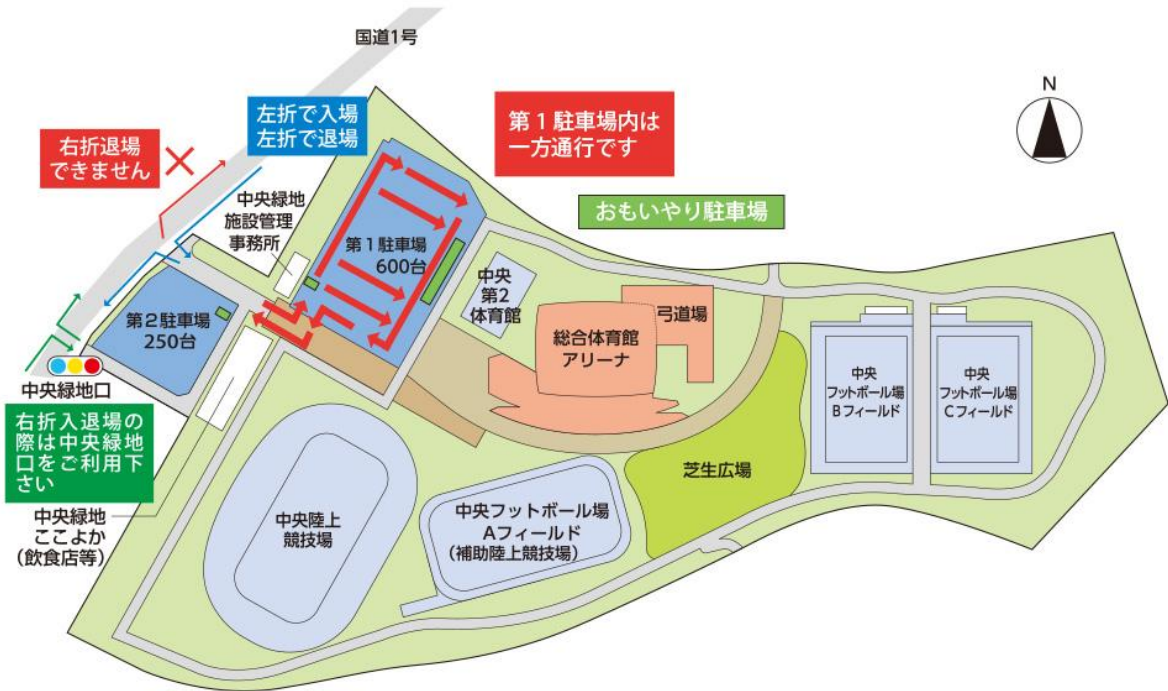 国道1号
N
左折で入場
左折で退場
第1駐車場内は
一方通行です
右折退場
できません
おもいやり駐車場
中央緑地
施設管理
事務所
第1駐車場
600台
中央
第2
体育館
弓道場
総合体育館
アリーナ
第2駐車場
250台
中央緑地口
中央
フットボール場
Bフィールド
中央
フットボール場
Cフィールド
右折入退場の
際は中央緑地
口をご利用下
さい
芝生広場
中央緑地
ここよか
(飲食店等)
中央陸上
競技場
中央フットボール場
Aフィールド
(補助陸上競技場)